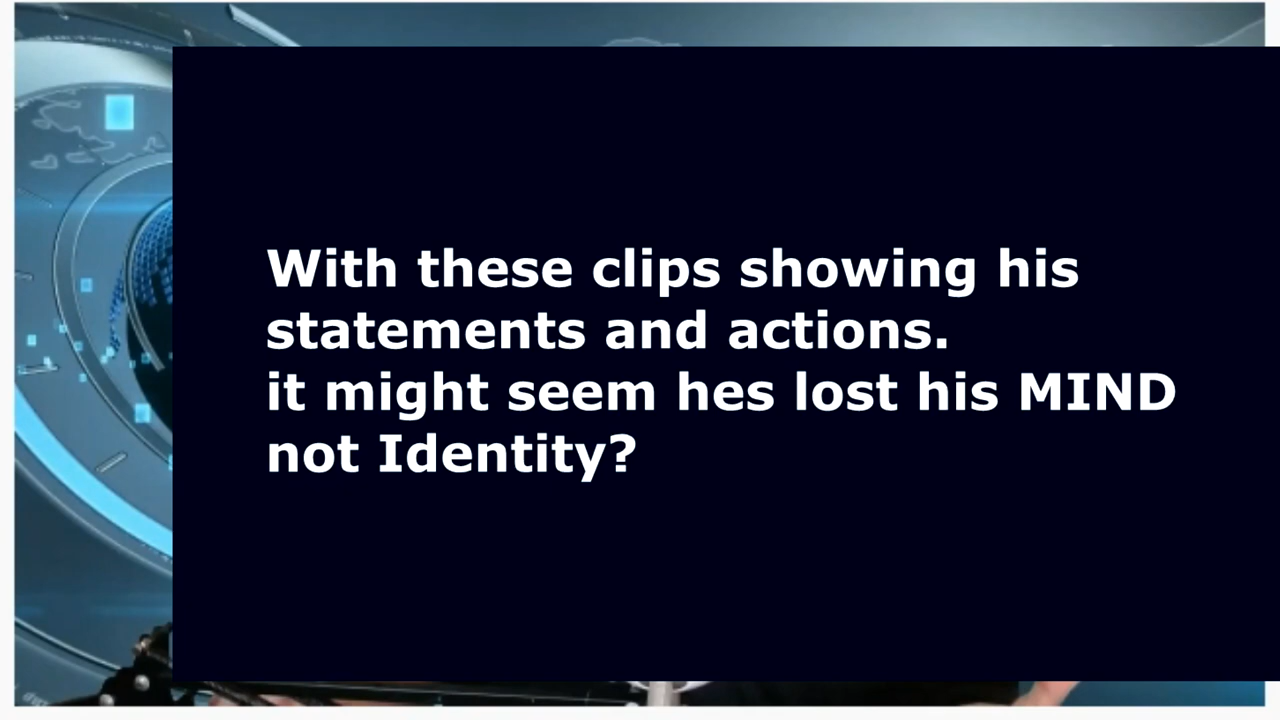 With these clips showing his
statements and actions.
it might seem hes lost his MIND
not Identity?